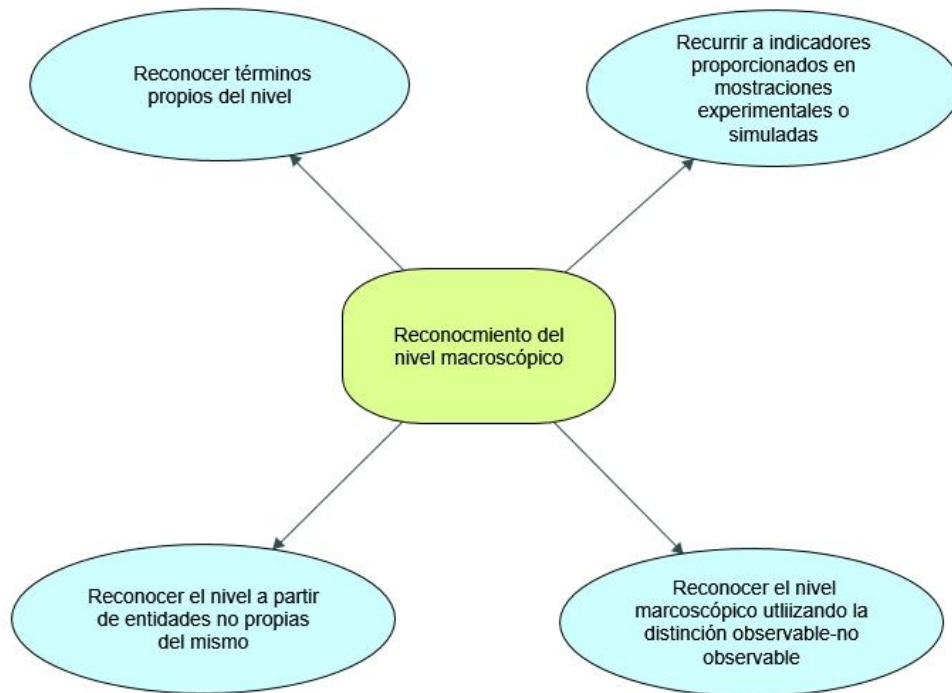 Reconocer términos
propios del nivel
Recurrir a indicadores
proporcionados en
mostraciones
experimentales o
simuladas
Reconocmiento del
nivel macroscópico
Reconocer el nivel a partir
de entidades no propias
del mismo
Reconocer el nivel
marcoscópico utliizando la
distinción observable-no
observable